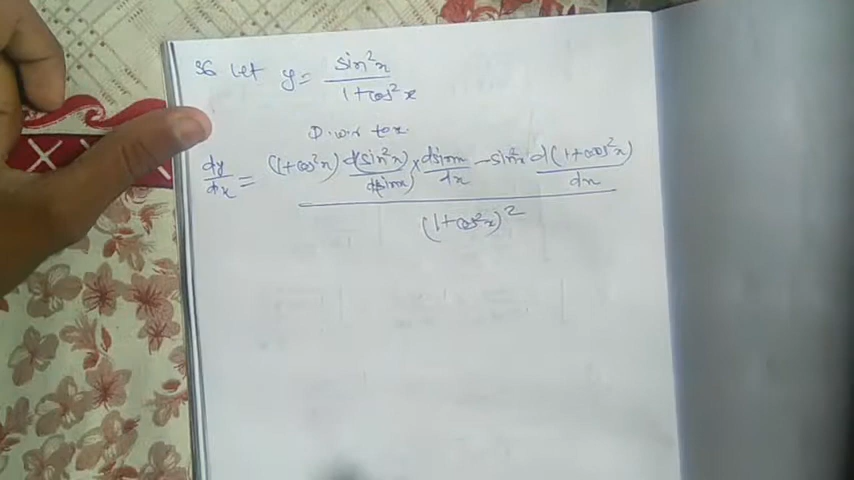 36 Let y = sin²x / 1+cos²x
D.w.r to x.
dy/dx = (1+cos²x) d(sin²x)/d(sinx) × dsinx/dx - sin²x d(1+cos²x)/dx / (1+cos²x)²